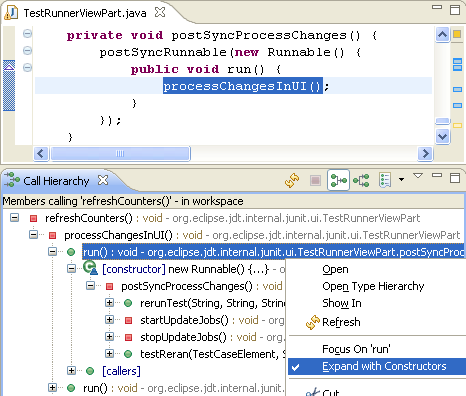 TestRunnerViewPart.java
private void postSyncProcessChanges() {
postSyncRunnable(new Runnable() {
public void run() {
processChangesInUI();
}
});
}
Call Hierarchy
Members calling 'refreshCounters()' - in workspace
refreshCounters() : void - org.eclipse.jdt.internal.junit.ui.TestRunnerViewPart
processChangesInUI() : void - org.eclipse.jdt.internal.junit.ui.TestRunnerViewPart
run() : void - org.eclipse.jdt.internal.junit.ui.TestRunnerViewPart.postSyncProc
[constructor] new Runnable() {...} - o
postSyncProcessChanges() : void -
rerunTest(String, String, String
startUpdateJobs() : void - org
stopUpdateJobs() : void - org
testReran(TestCaseElement, S
[callers]
run() : void - org.eclipse.jdt.internal.jun
Open
Open Type Hierarchy
Show In
Refresh
Focus On 'run'
Expand with Constructors
Cut